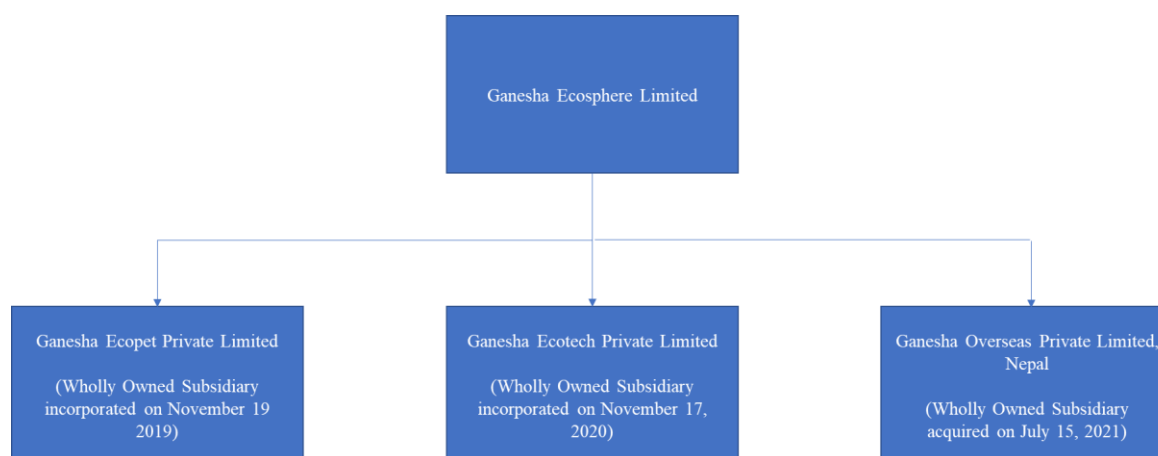 Ganesha Ecosphere Limited
Ganesha Ecopet Private Limited
(Wholly Owned Subsidiary
incorporated on November 19
2019)
Ganesha Ecotech Private Limited
(Wholly Owned Subsidiary
incorporated on November 17,
2020)
Ganesha Overseas Private Limited,
Nepal
(Wholly Owned Subsidiary
acquired on July 15, 2021)